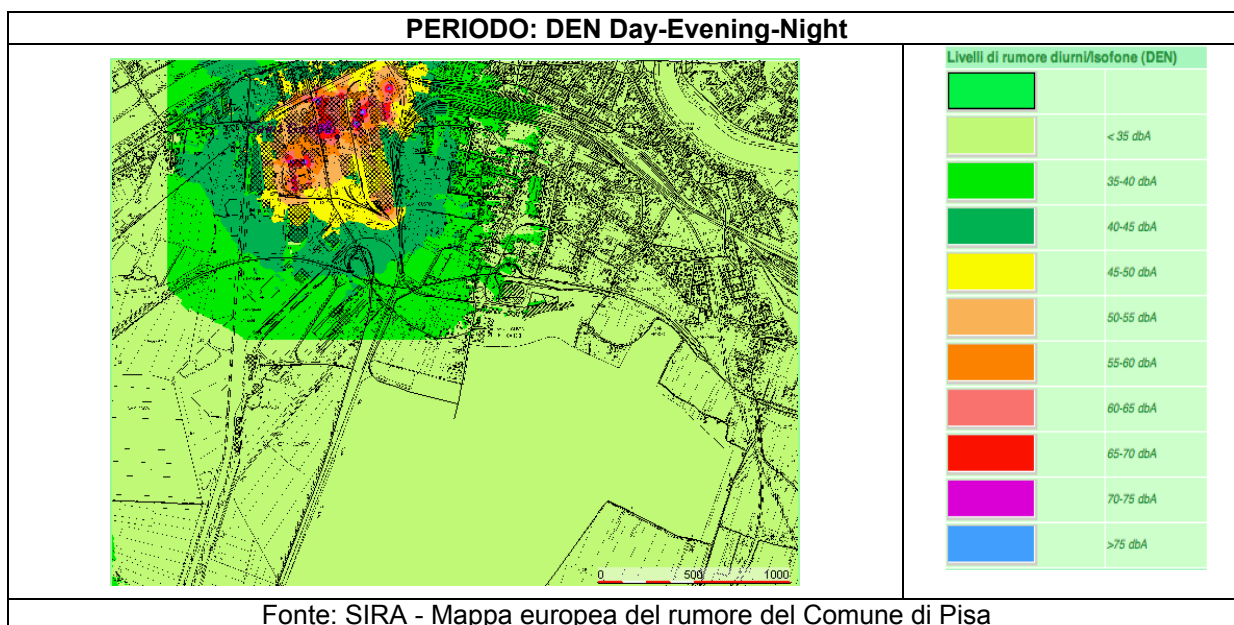 PERIODO: DEN Day-Evening-Night
Livelli di rumore diurni/Isofone (DEN)
< 35 dbA
35-40 dbA
40-45 dbA
45-50 dbA
50-55 dbA
55-60 dbA
60-65 dbA
65-70 dbA
70-75 dbA
>75 dbA
0 500 1000
Fonte: SIRA - Mappa europea del rumore del Comune di Pisa